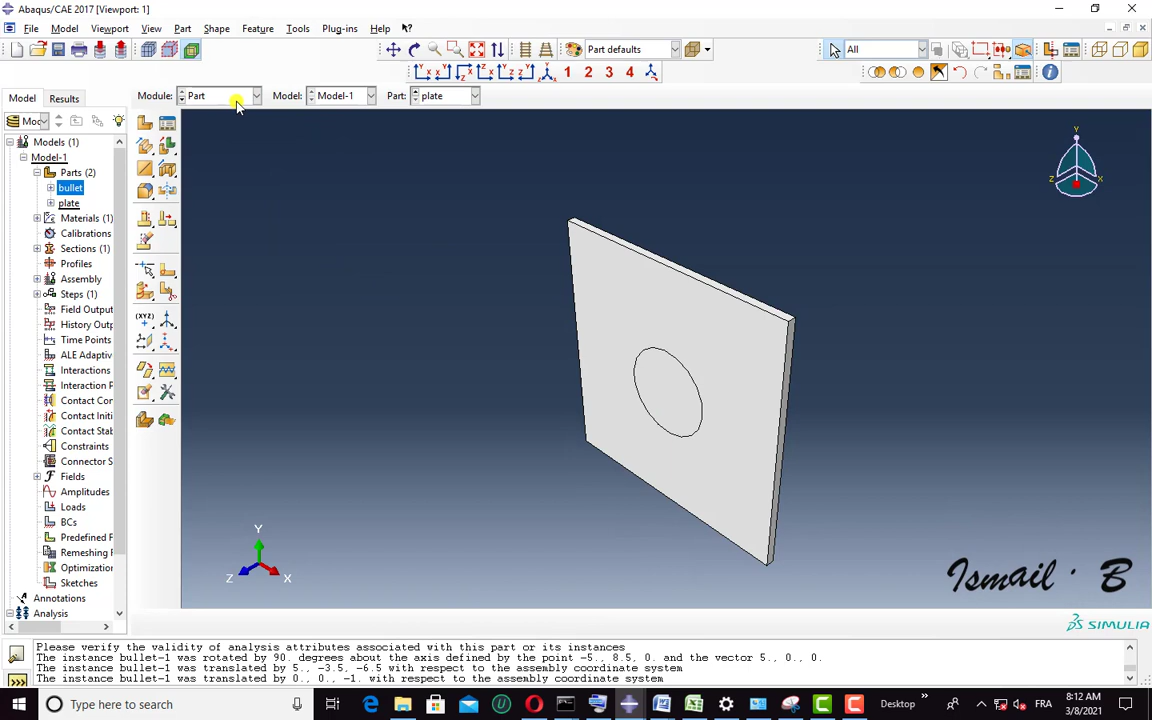 Abaqus/CAE 2017 [Viewport: 1]
File Model Viewport View Part Shape Feature Tools Plug-ins Help
Part defaults All
1 2 3 4
Model Results Module: Part Model: Model-1 Part: plate
Models (1)
Model-1
Parts (2)
bullet
plate
Materials (1)
Calibrations
Sections (1)
Profiles
Assembly
Steps (1)
Field Outp
History Outp
Time Points
ALE Adaptiv
Interactions
Interaction P
Contact Con
Contact Initi
Contact Stab
Constraints
Connector S
Fields
Amplitudes
Loads
BCs
Predefined F
Remeshing F
Optimization
Sketches
Annotations
Analysis
Y
Z X
Y
Z X
Ismail · B
SIMULIA
Please verify the validity of analysis attributes associated with this part or its instances
The instance bullet-1 was rotated by 90. degrees about the axis defined by the point -5., 8.5, 0. and the vector 5., 0., 0.
The instance bullet-1 was translated by 5., -3.5, -6.5 with respect to the assembly coordinate system
The instance bullet-1 was translated by 0., 0., -1. with respect to the assembly coordinate system
Type here to search
Desktop
FRA
8:12 AM
3/8/2021